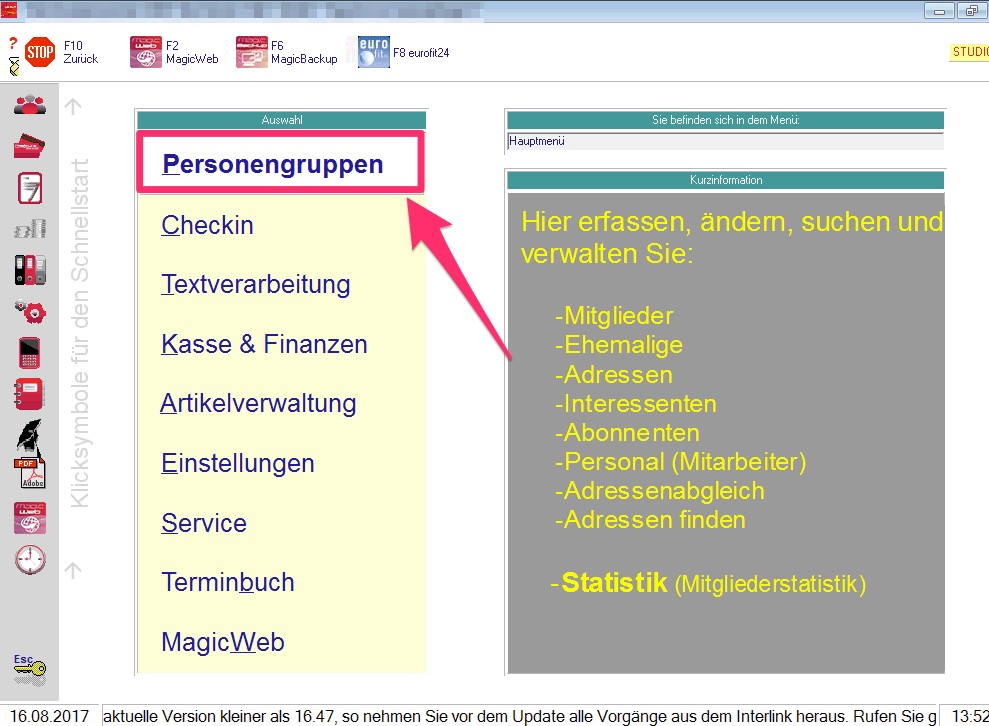 ?
STOP
F10
Zurück
MAGIC
WEB
F2
MagicWeb
F6
MagicBackup
euro
fit
F8 eurofit24
STUDIO
Klicksymbole für den Schnellstart
Auswahl
Personengruppen
Checkin
Textverarbeitung
Kasse & Finanzen
Artikelverwaltung
Einstellungen
Service
Terminbuch
MagicWeb
Sie befinden sich in dem Menü:
Hauptmenü
Kurzinformation
Hier erfassen, ändern, suchen und
verwalten Sie:
-Mitglieder
-Ehemalige
-Adressen
-Interessenten
-Abonnenten
-Personal (Mitarbeiter)
-Adressenabgleich
-Adressen finden
-Statistik (Mitgliederstatistik)
7
PDF
Adobe
MAGIC
WEB
Esc
16.08.2017
aktuelle Version kleiner als 16.47, so nehmen Sie vor dem Update alle Vorgänge aus dem Interlink heraus. Rufen Sie g
13:52